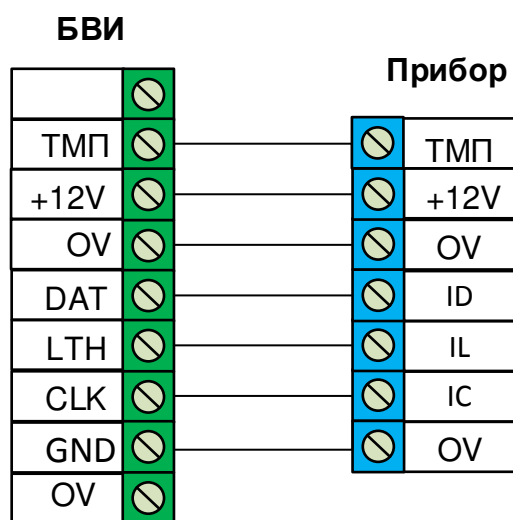 БВИ
Прибор
ТМП
+12V
OV
DAT
LTH
CLK
GND
OV
ТМП
+12V
OV
ID
IL
IC
OV